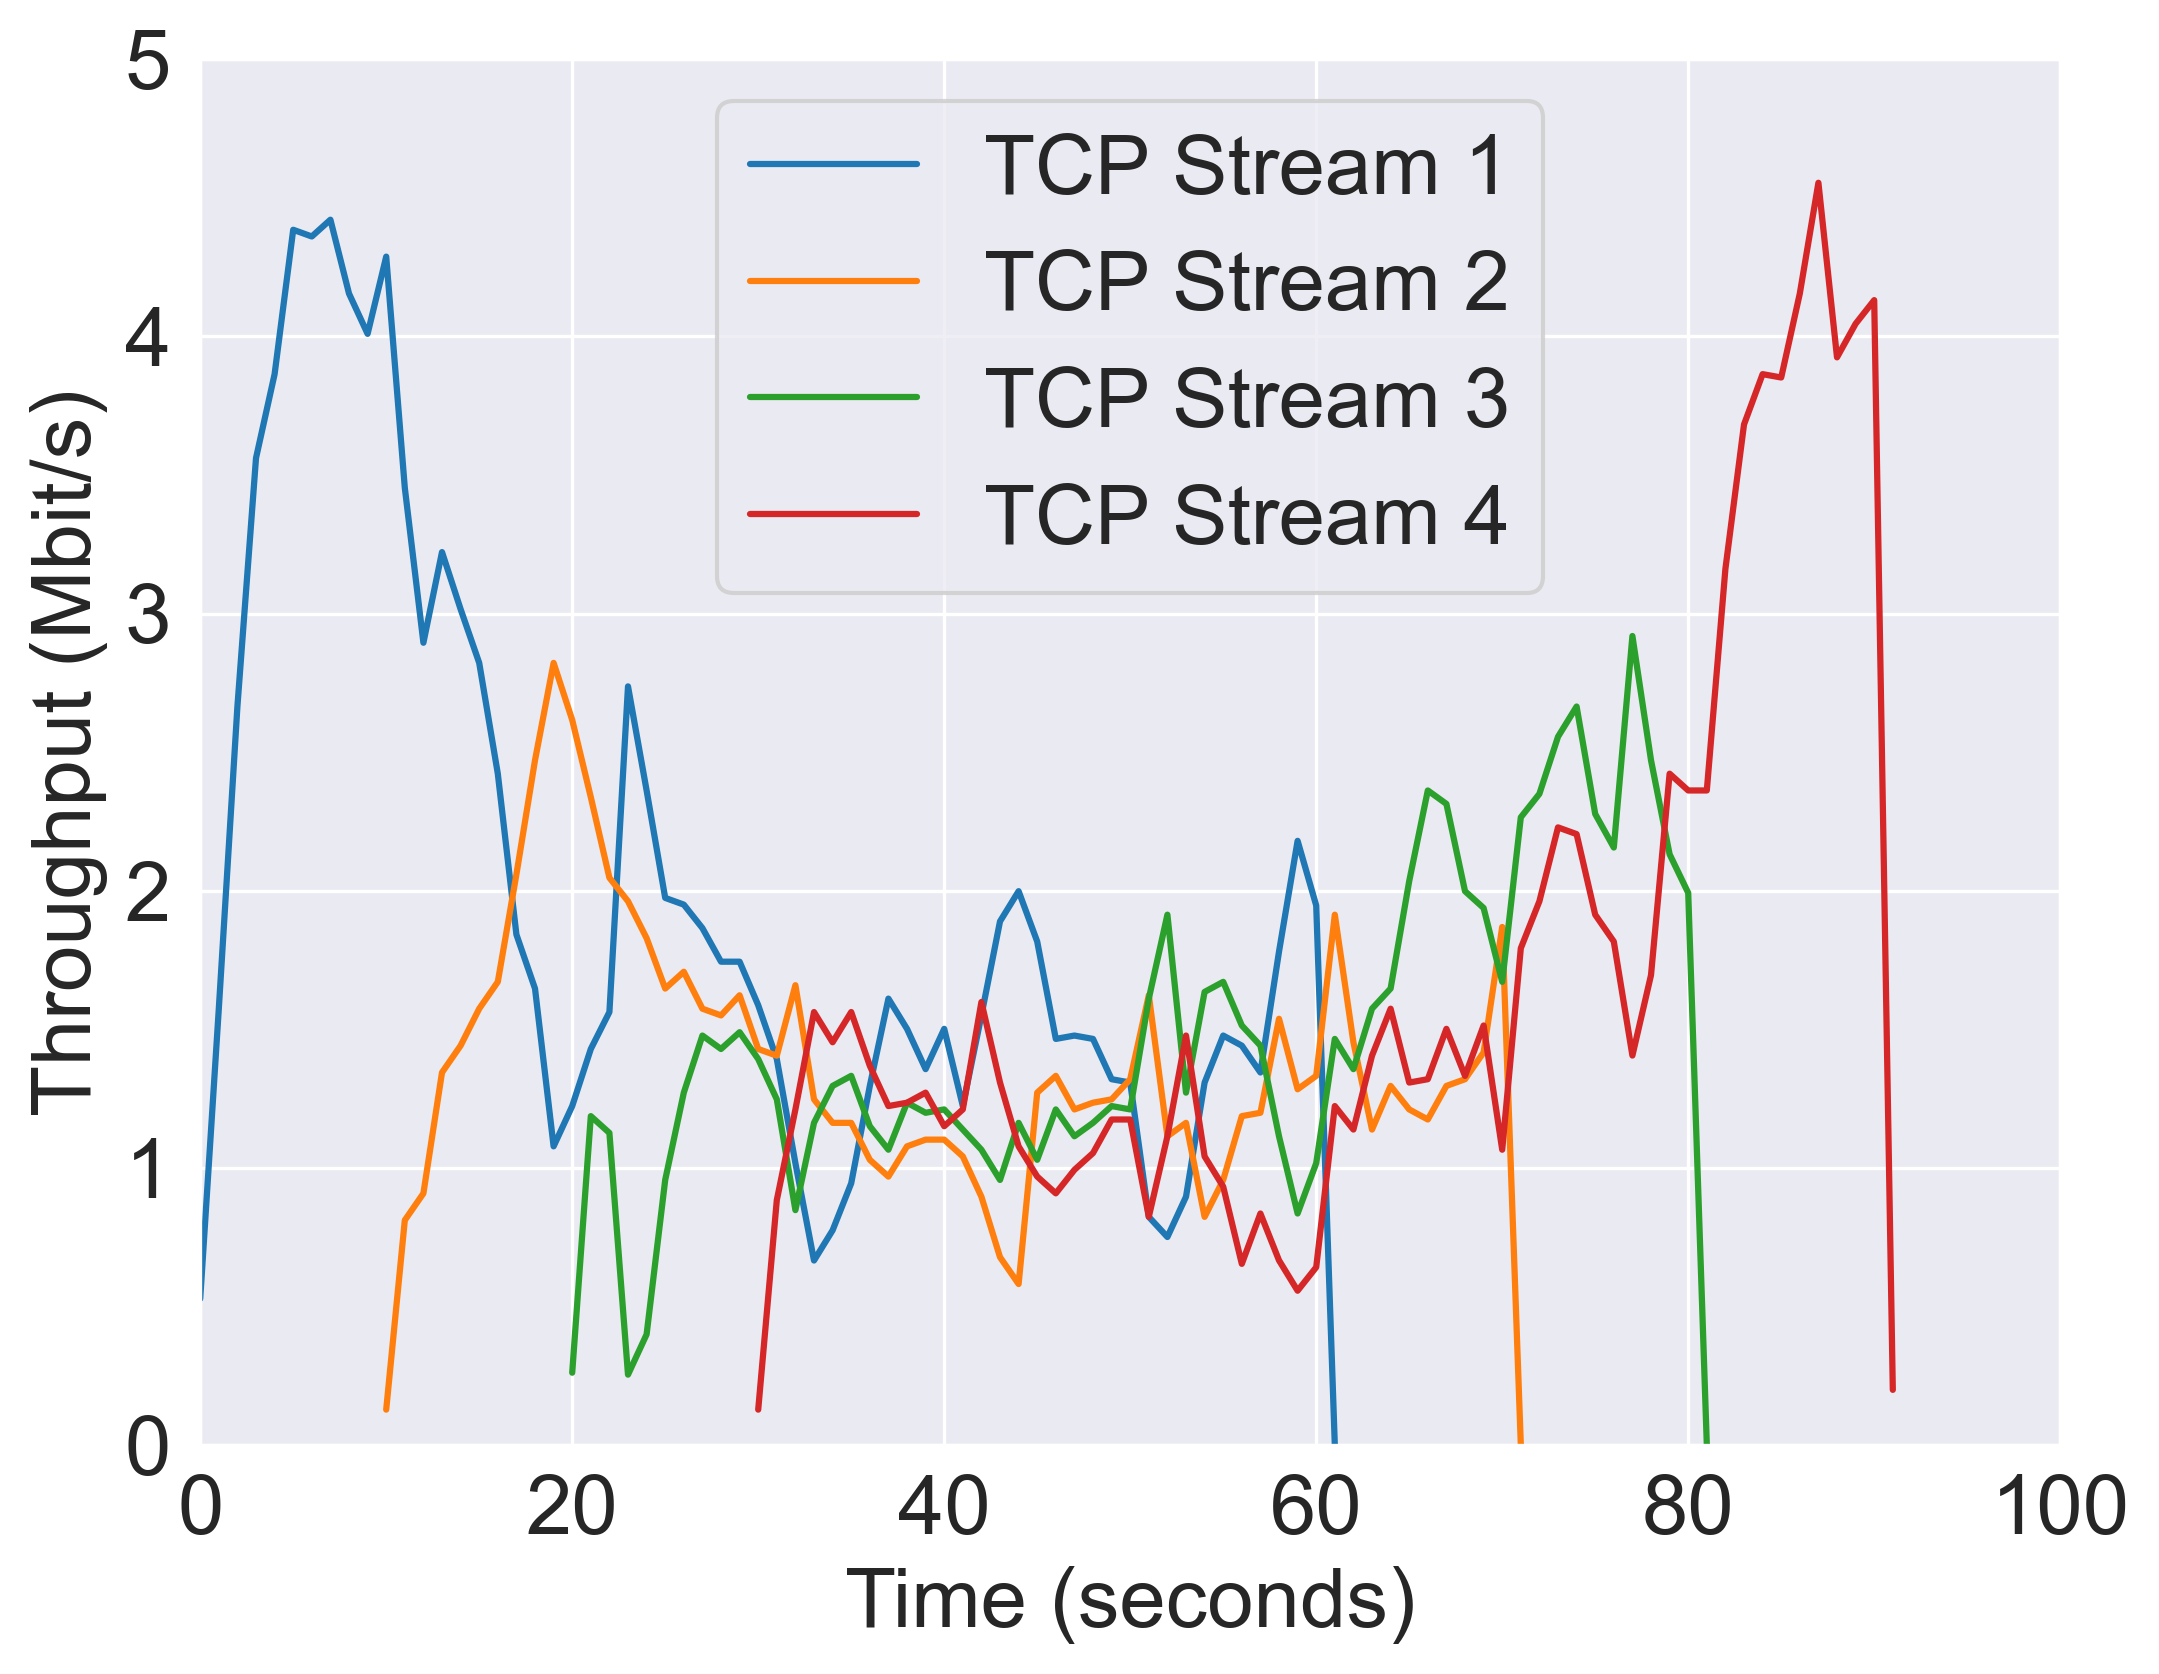 5
4
3
2
1
0
Throughput (Mbit/s)
TCP Stream 1
TCP Stream 2
TCP Stream 3
TCP Stream 4
0 20 40 60 80 100
Time (seconds)